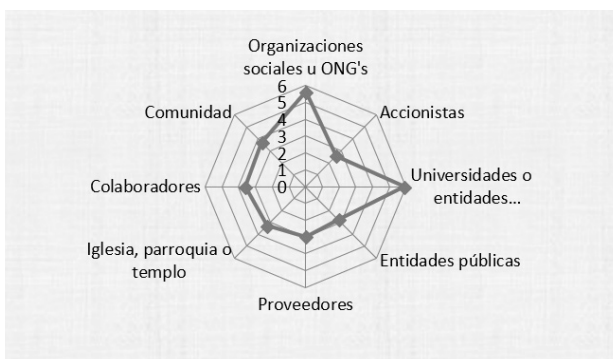 Organizaciones
sociales u ONG's
6
5
4
3
2
1
0
Accionistas
Universidades o
entidades...
Entidades públicas
Proveedores
Iglesia, parroquia o
templo
Colaboradores
Comunidad